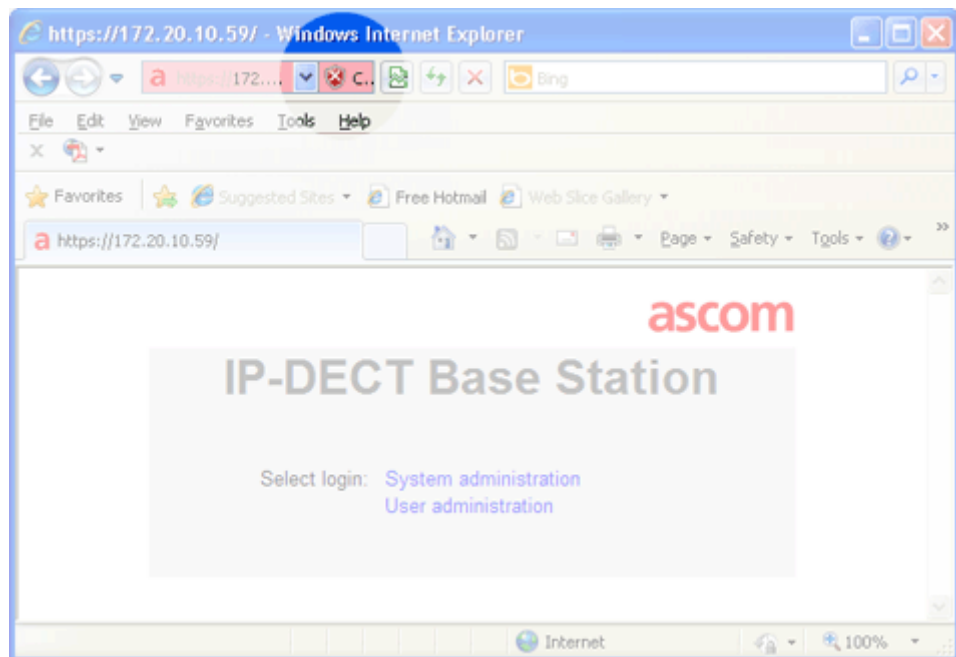 https://172.20.10.59/ - Windows Internet Explorer
a https://172.... C.. Bing
File Edit View Favorites Tools Help
Favorites Suggested Sites Free Hotmail Web Slice Gallery
a https://172.20.10.59/ Page Safety Tools »
ascom
IP-DECT Base Station
Select login: System administration
User administration
Internet 100%